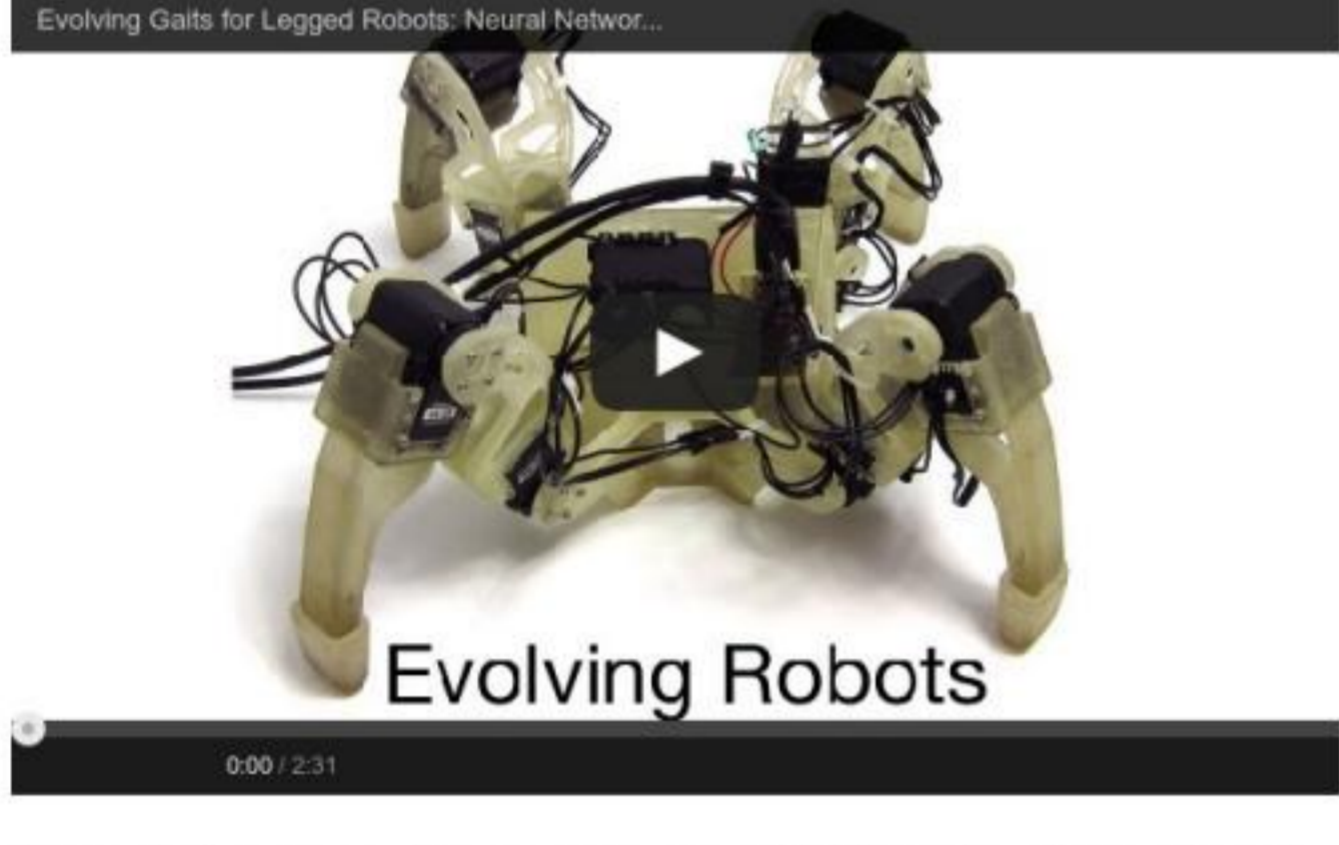 Evolving Gaits for Legged Robots: Neural Networ...
Evolving Robots
0:00 / 2:31